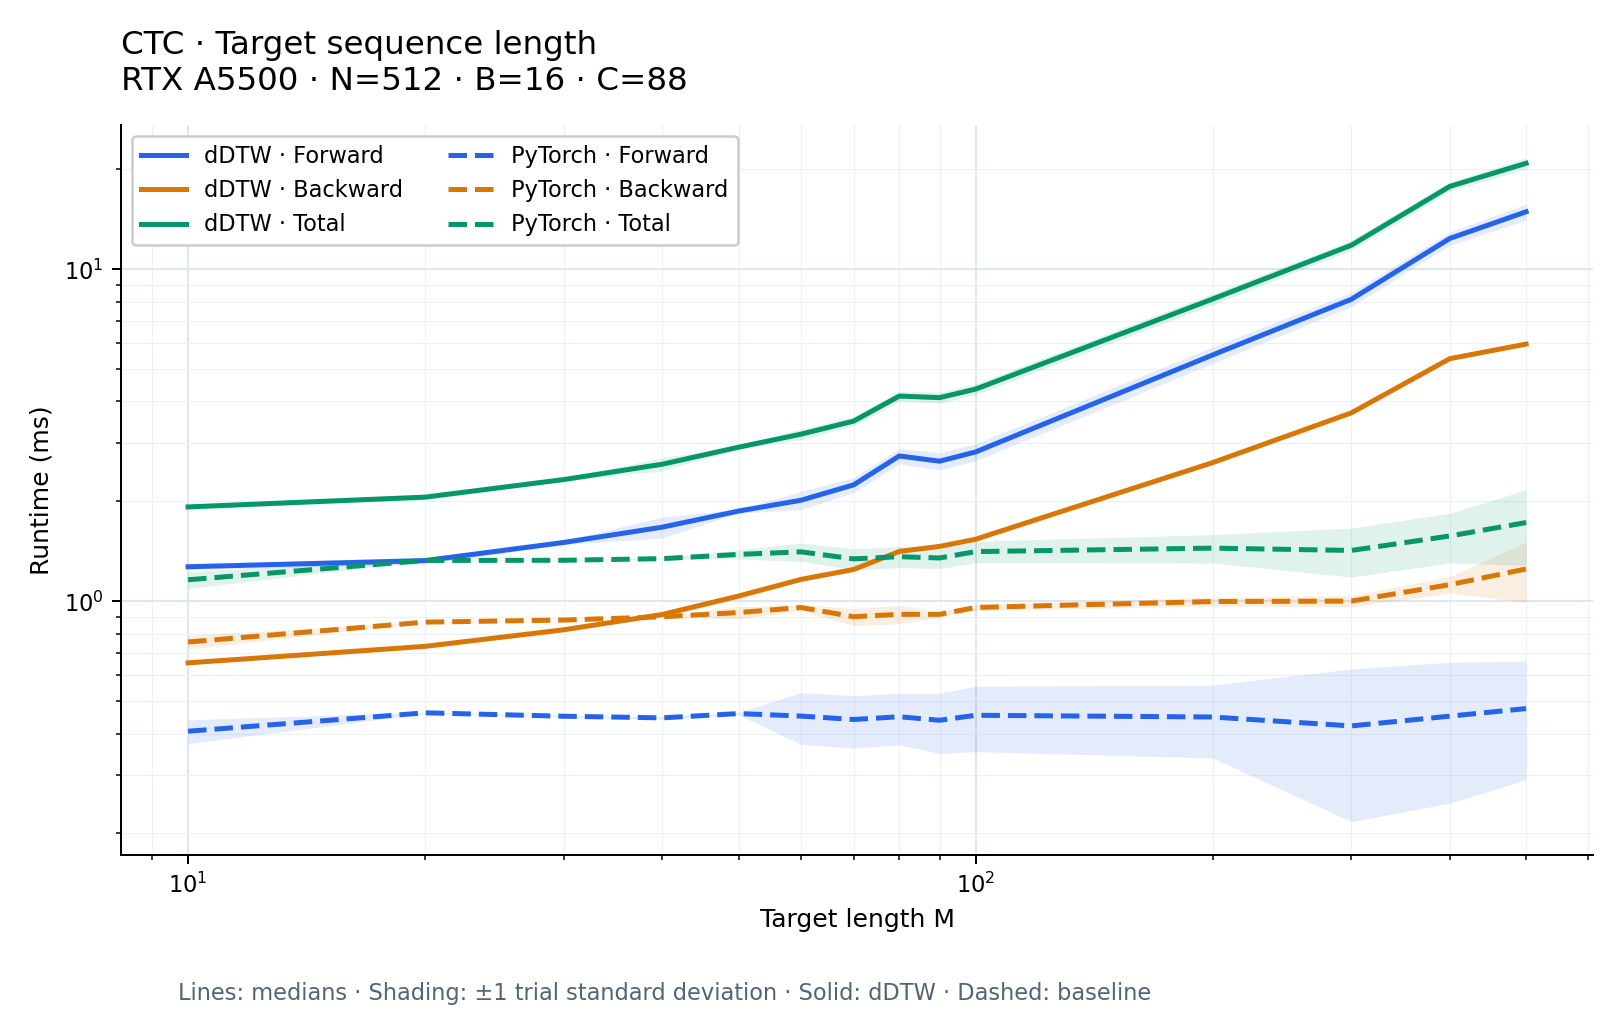 CTC · Target sequence length
RTX A5500 · N=512 · B=16 · C=88
dDTW · Forward
dDTW · Backward
dDTW · Total
PyTorch · Forward
PyTorch · Backward
PyTorch · Total
Runtime (ms)
10¹
10⁰
10¹
10²
Target length M
Lines: medians · Shading: ±1 trial standard deviation · Solid: dDTW · Dashed: baseline